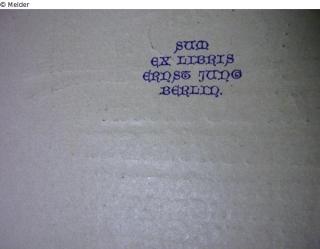 © Melder
SUM
EX LIBRIS
ERNST JUNG
BERLIN.